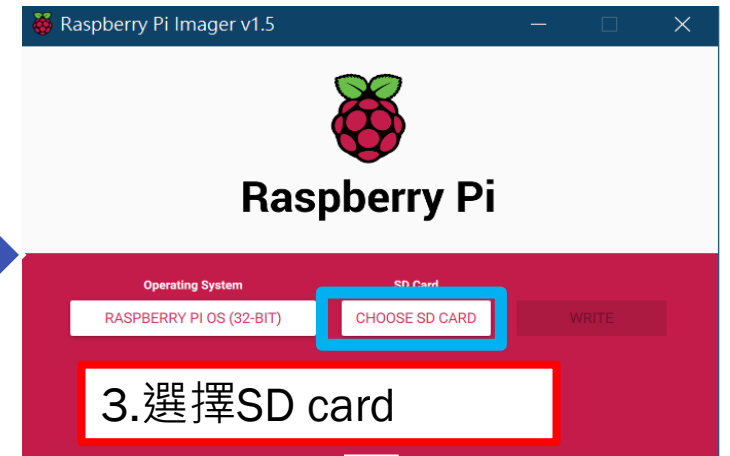 Raspberry Pi Imager v1.5
Raspberry Pi
Operating System
SD Card
RASPBERRY PI OS (32-BIT)
CHOOSE SD CARD
WRITE
3.選擇SD card